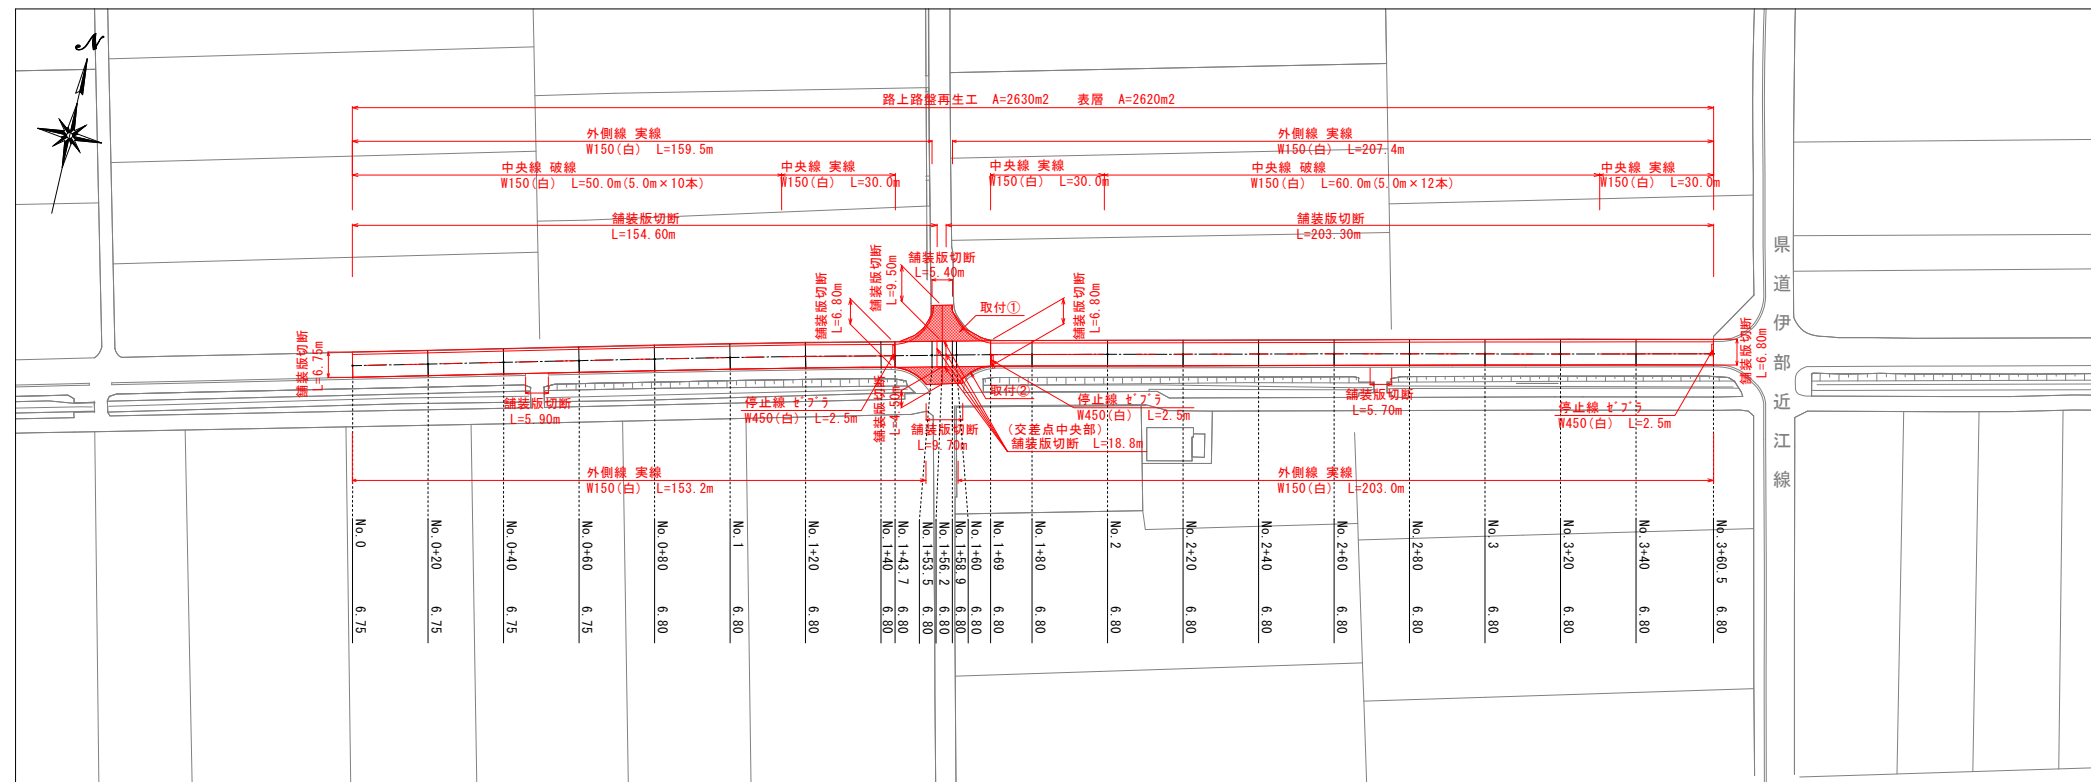 N
路上路盤再生工 A=2630m2 表層 A=2620m2
外側線 実線
W150(白) L=159.5m
外側線 実線
W150(白) L=207.4m
中央線 破線
W150(白) L=50.0m(5.0m×10本)
中央線 実線
W150(白) L=30.0m
中央線 実線
W150(白) L=30.0m
中央線 破線
W150(白) L=60.0m(5.0m×12本)
中央線 実線
W150(白) L=30.0m
舗装版切断
L=154.60m
舗装版切断
L=203.30m
舗装版切断
L=6.80m
舗装版切断
L=9.50m
舗装版切断
L=5.40m
取付①
舗装版切断
L=6.80m
県道伊部近江線
舗装版切断
L=6.75m
舗装版切断
L=6.80m
舗装版切断
L=5.90m
停止線 ゼブラ
W450(白) L=2.5m
舗装版切断
L=4.50m
取付②
舗装版切断
L=9.70m
(交差点中央部)
舗装版切断 L=18.8m
停止線 ゼブラ
W450(白) L=2.5m
舗装版切断
L=5.70m
停止線 ゼブラ
W450(白) L=2.5m
外側線 実線
W150(白) L=153.2m
外側線 実線
W150(白) L=203.0m
No.0 6.75
No.0+20 6.75
No.0+40 6.75
No.0+60 6.75
No.0+80 6.80
No.1 6.80
No.1+20 6.80
No.1+40 6.80
No.1+43.7 6.80
No.1+53.5 6.80
No.1+56.2 6.80
No.1+58.9 6.80
No.1+60 6.80
No.1+69 6.80
No.1+80 6.80
No.2 6.80
No.2+20 6.80
No.2+40 6.80
No.2+60 6.80
No.2+80 6.80
No.3 6.80
No.3+20 6.80
No.3+40 6.80
No.3+60.5 6.80